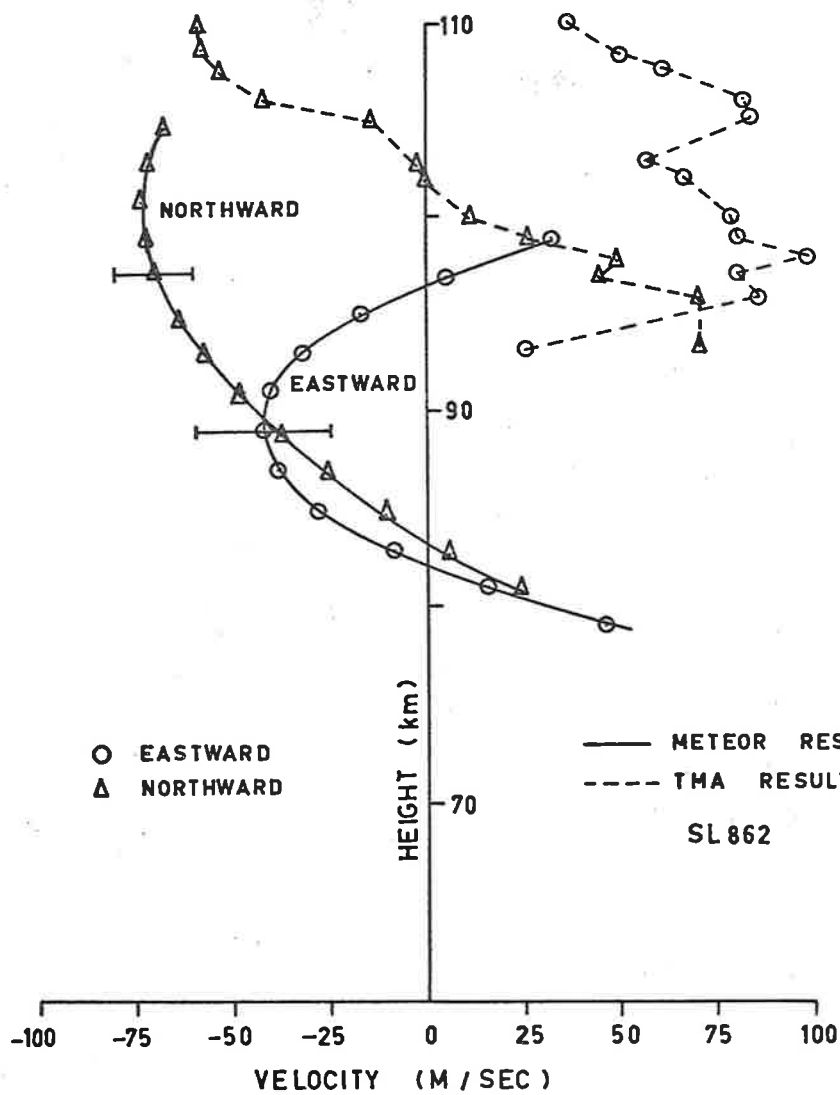 110
NORTHWARD
EASTWARD
90
HEIGHT (km)
70
EASTWARD
NORTHWARD
METEOR RES
TMA RESUL
SL 862
-100 -75 -50 -25 0 25 50 75 100
VELOCITY (M/SEC)